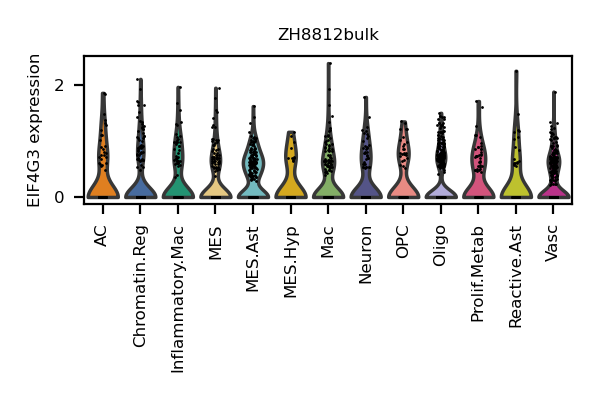 ZH8812bulk
EIF4G3 expression
2
0
AC
Chromatin.Reg
Inflammatory.Mac
MES
MES.Ast
MES.Hyp
Mac
Neuron
OPC
Oligo
Prolif.Metab
Reactive.Ast
Vasc